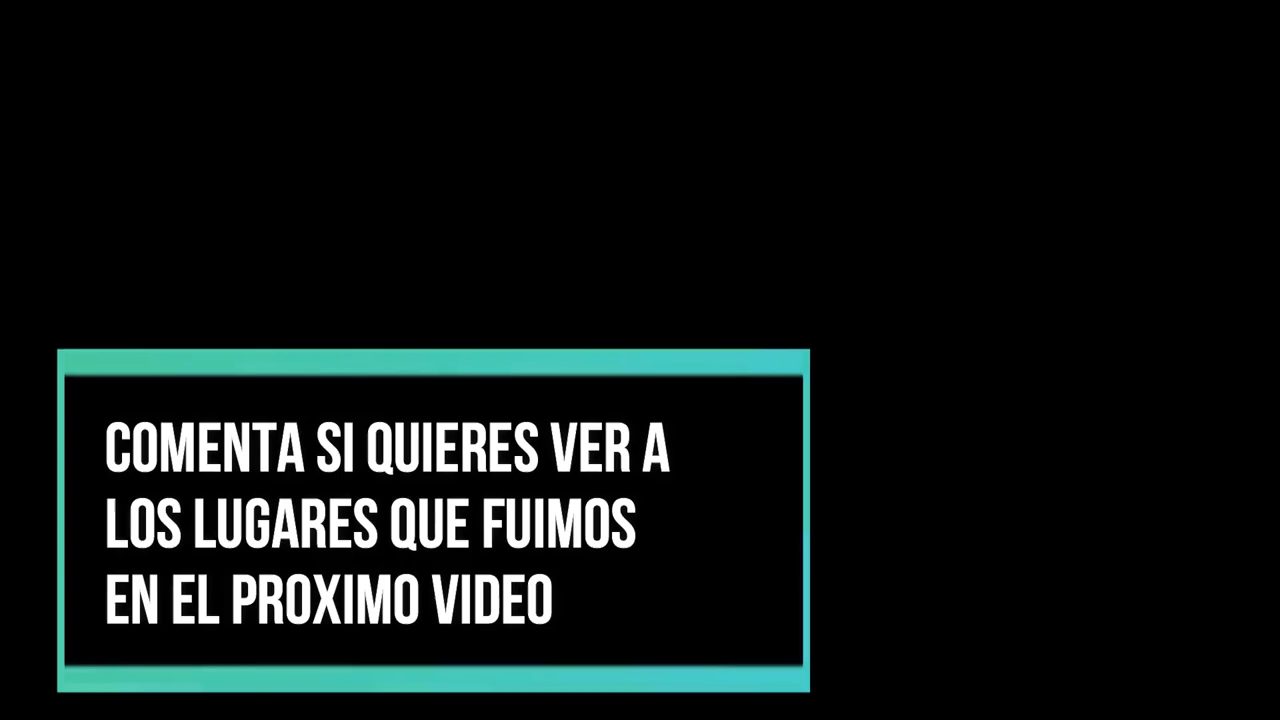 COMENTA SI QUIERES VER A
LOS LUGARES QUE FUIMOS
EN EL PROXIMO VIDEO